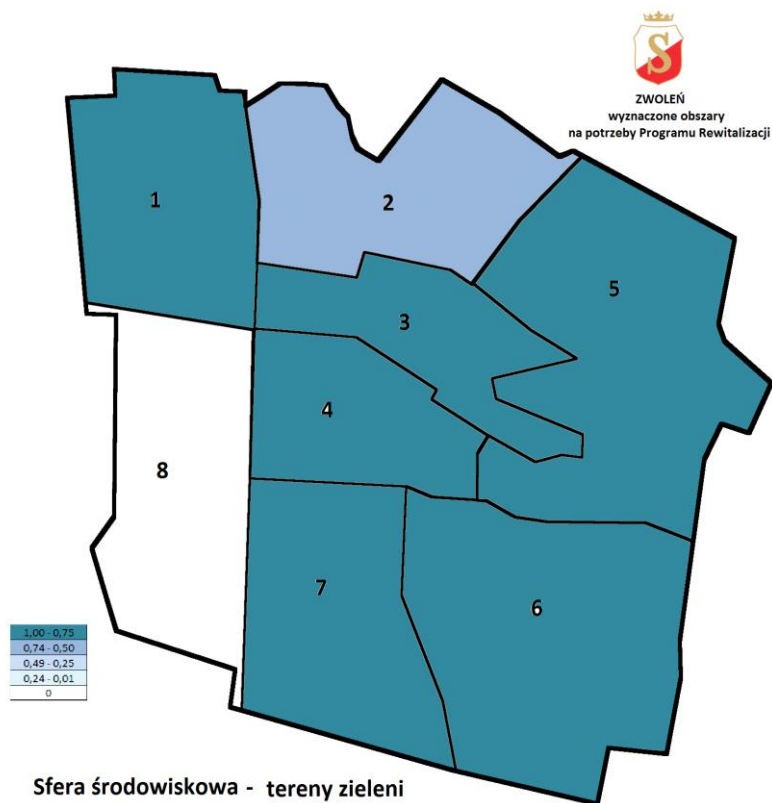 S
ZWOLEŃ
wyznaczone obszary
na potrzeby Programu Rewitalizacji
1
2
5
3
4
8
7
6
1,00 - 0,75
0,74 - 0,50
0,49 - 0,25
0,24 - 0,01
0
Sfera środowiskowa - tereny zieleni